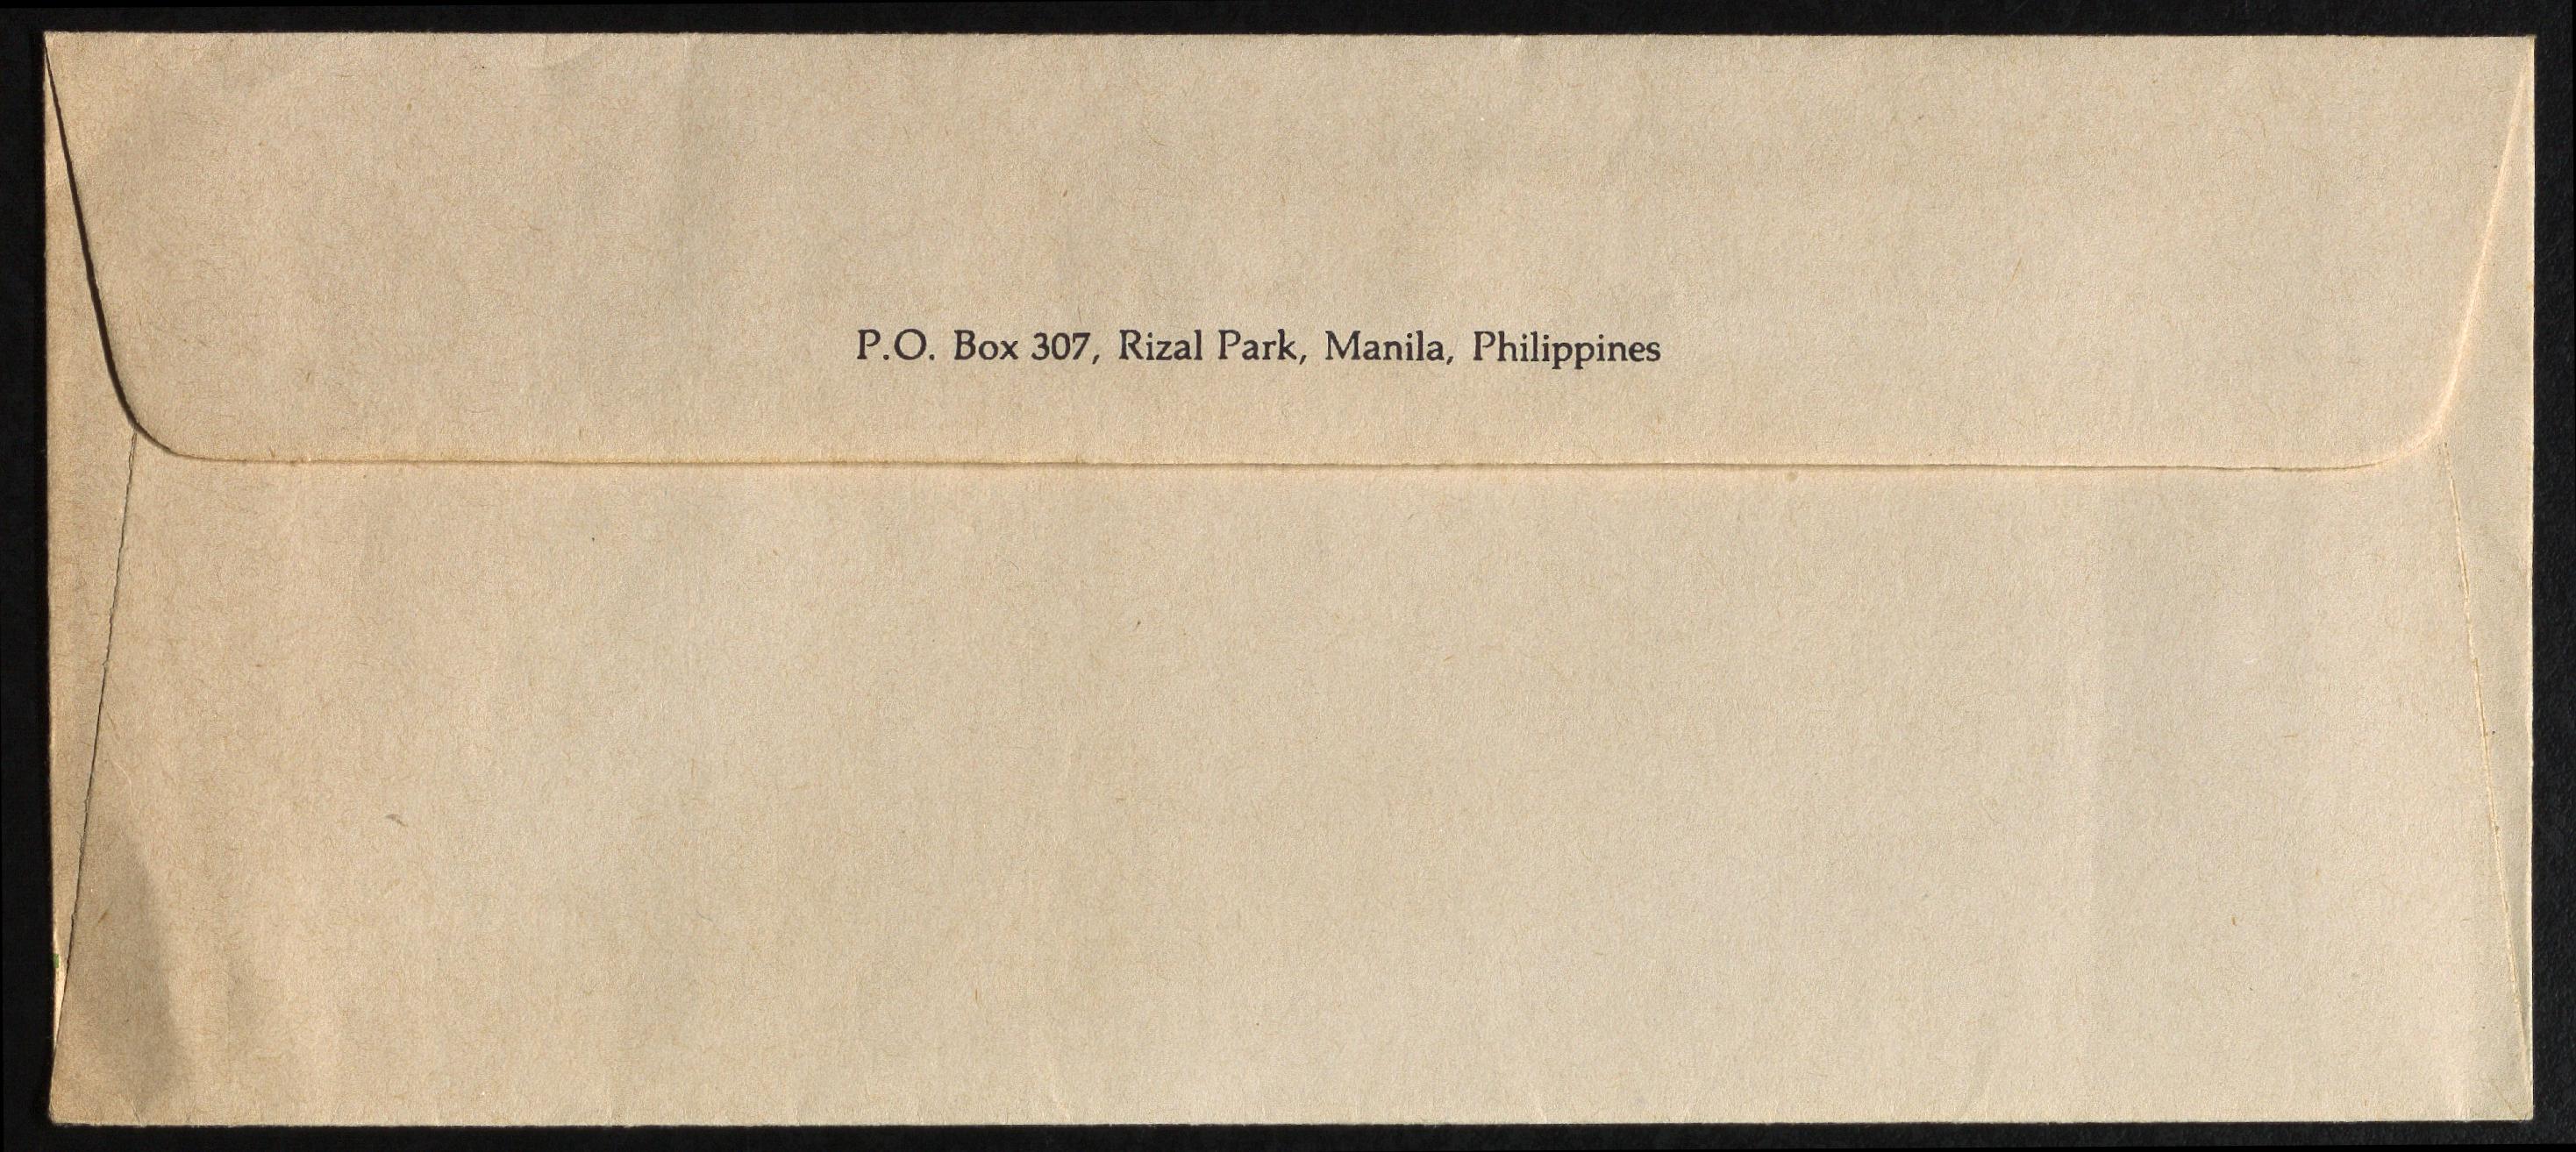 P.O. Box 307, Rizal Park, Manila, Philippines